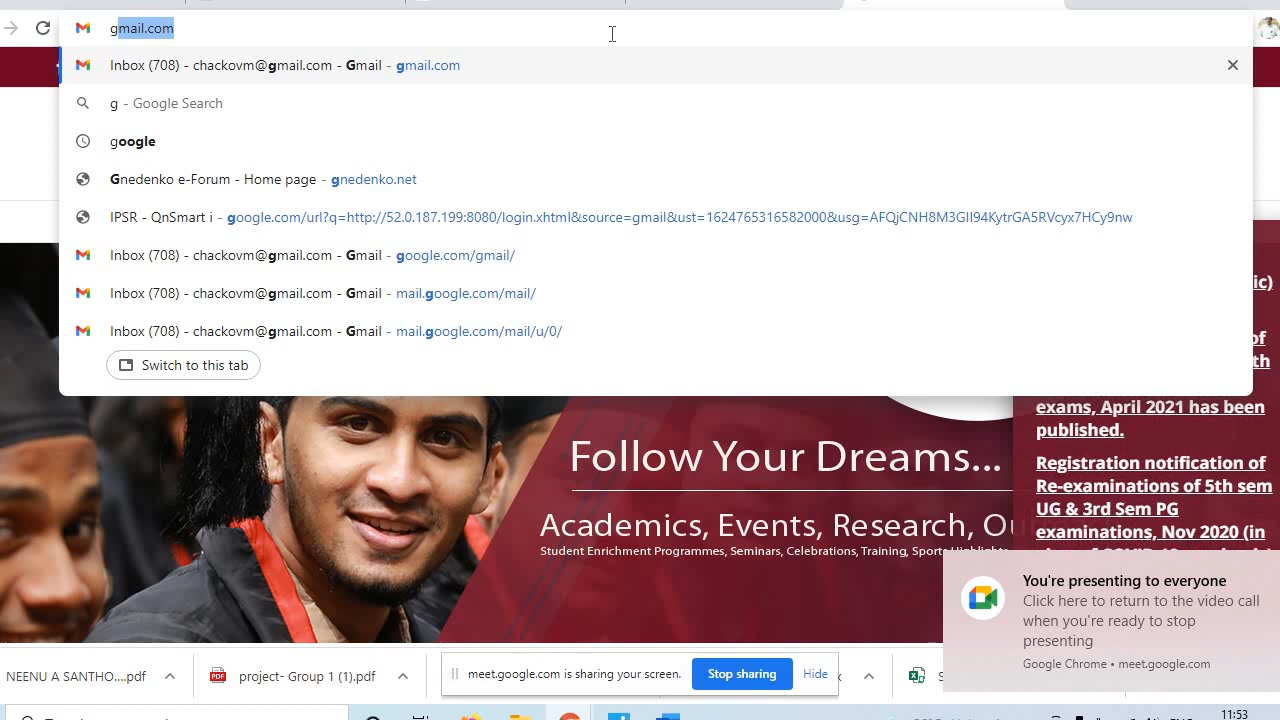 gmail.com
Inbox (708) - chackovm@gmail.com - Gmail - gmail.com
g - Google Search
google
Gnedenko e-Forum - Home page - gnedenko.net
IPSR - QnSmart i - google.com/url?q=http://52.0.187.199:8080/login.xhtml&source=gmail&ust=1624765316582000&usg=AFQjCNH8M3GlI94KytrGA5RVcyx7HCy9nw
Inbox (708) - chackovm@gmail.com - Gmail - google.com/gmail/
Inbox (708) - chackovm@gmail.com - Gmail - mail.google.com/mail/
Inbox (708) - chackovm@gmail.com - Gmail - mail.google.com/mail/u/0/
Switch to this tab
ic)
of
th
exams, April 2021 has been
published.
Registration notification of
Re-examinations of 5th sem
UG & 3rd Sem PG
examinations, Nov 2020 (in
Follow Your Dreams...
Academics, Events, Research, Ou
Student Enrichment Programmes, Seminars, Celebrations, Training, Sports Highlights
You're presenting to everyone
Click here to return to the video call
when you're ready to stop
presenting
Google Chrome • meet.google.com
NEENU A SANTHO....pdf
project- Group 1 (1).pdf
meet.google.com is sharing your screen.
Stop sharing
Hide
11:53